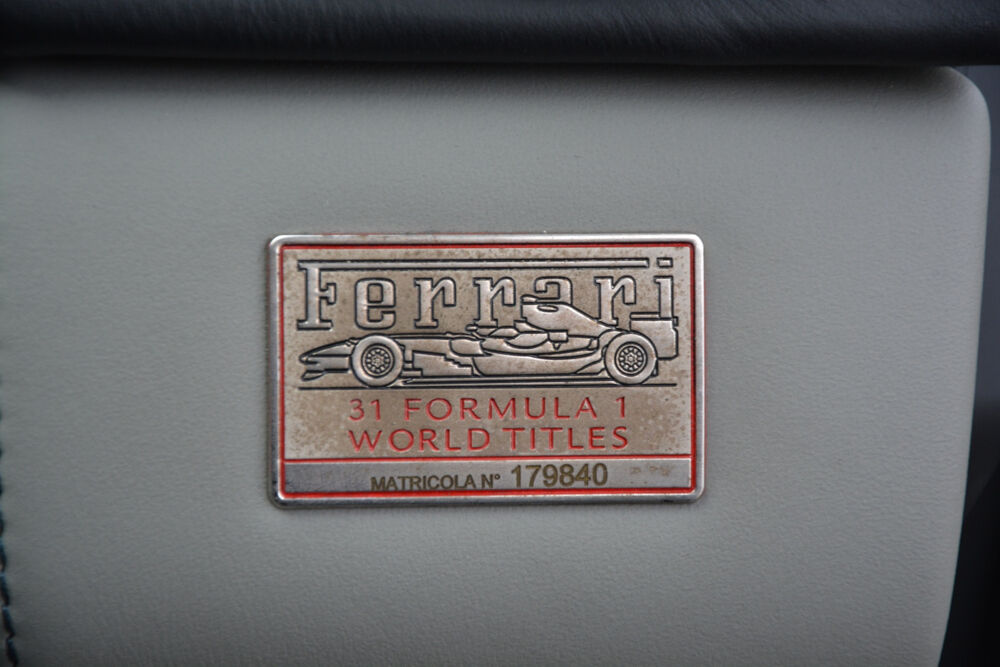 Ferrari
31 FORMULA 1
WORLD TITLES
MATRICOLA N° 179840